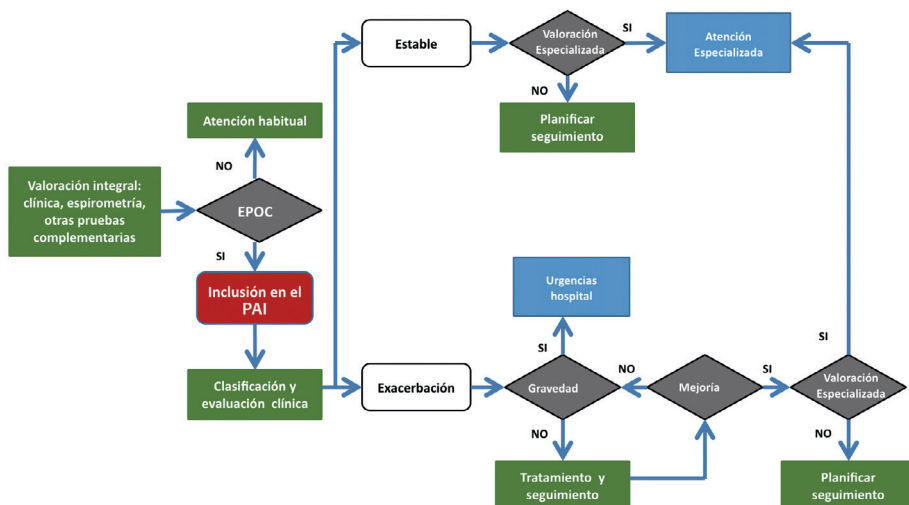 Estable
Valoración
Especializada
SI
Atención
Especializada
NO
Planificar
seguimiento
Atención habitual
NO
Valoración integral:
clínica, espirometría,
otras pruebas
complementarias
EPOC
SI
Inclusión en el
PAI
Clasificación y
evaluación clínica
Exacerbación
Urgencias
hospital
SI
Gravedad
NO
Mejoría
SI
SI
Valoración
Especializada
NO
NO
Tratamiento y
seguimiento
Planificar
seguimiento